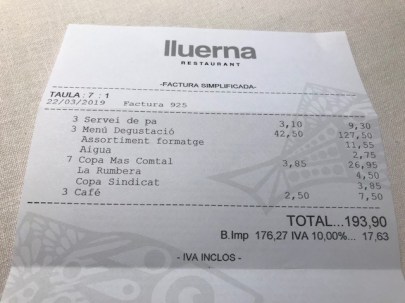 lluerna
RESTAURANT
-FACTURA SIMPLIFICADA-
TAULA : 7 : 1
22/03/2019 Factura 925
3 Servei de pa 3,10 9,30
3 Menú Degustació 42,50 127,50
Assortiment formatge 11,55
Aigua 2,75
7 Copa Mas Comtal 3,85 26,95
La Rumbera 4,50
Copa Sindicat 3,85
3 Café 2,50 7,50
TOTAL...193,90
B.Imp 176,27 IVA 10,00%... 17,63
- IVA INCLOS -